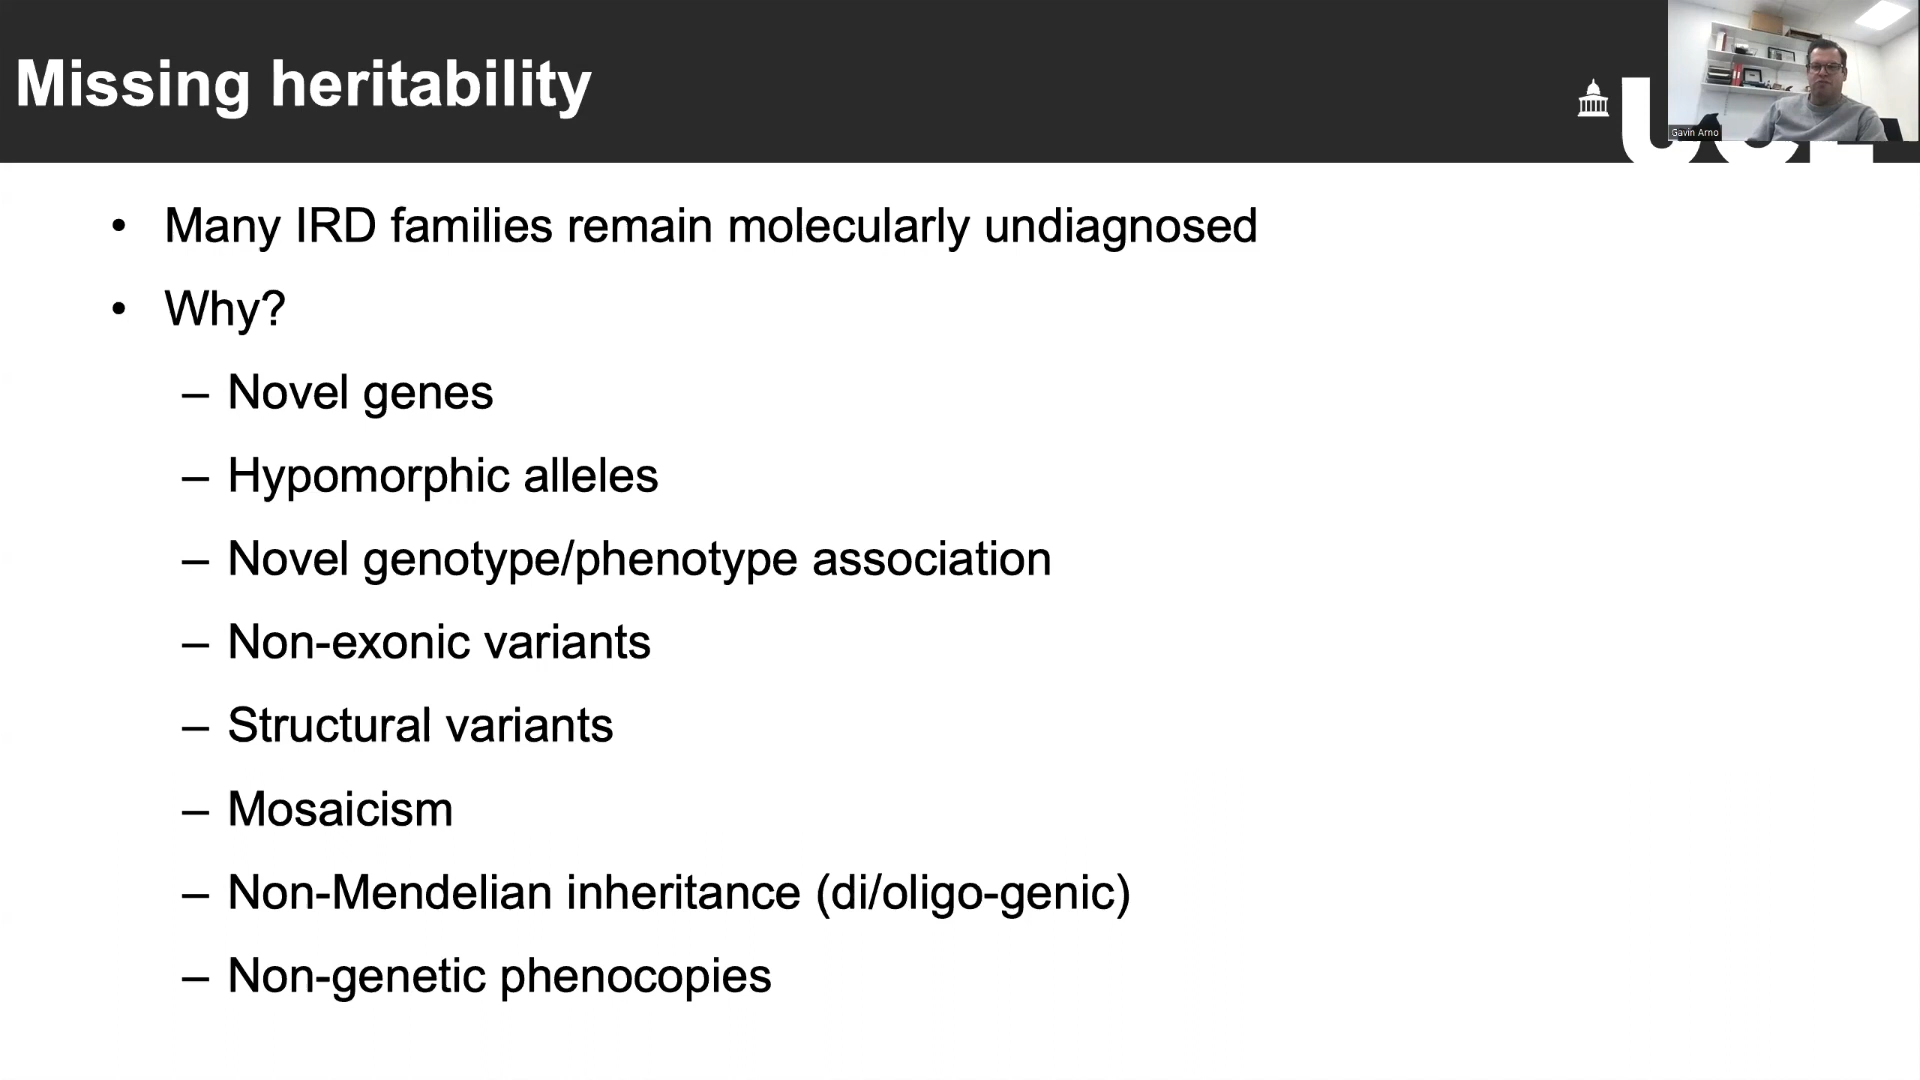 Missing heritability
UCL
Gavin Arno
• Many IRD families remain molecularly undiagnosed
• Why?
– Novel genes
– Hypomorphic alleles
– Novel genotype/phenotype association
– Non-exonic variants
– Structural variants
– Mosaicism
– Non-Mendelian inheritance (di/oligo-genic)
– Non-genetic phenocopies